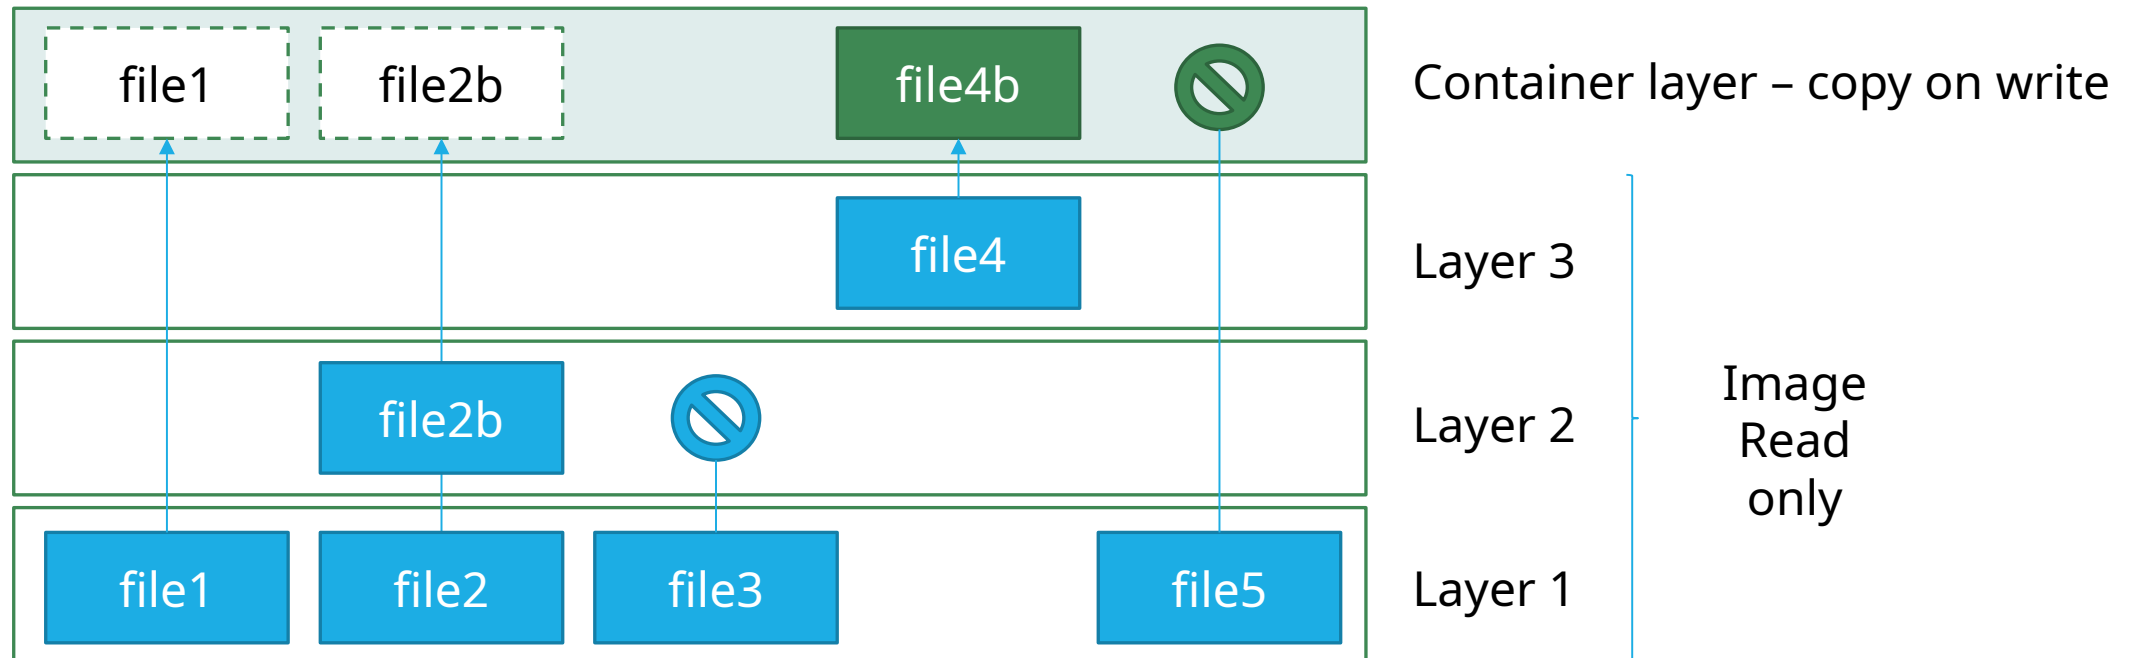 file1 file2b file4b Container layer – copy on write
file4 Layer 3
file2b Layer 2
Image
Read
only
file1 file2 file3 file5 Layer 1